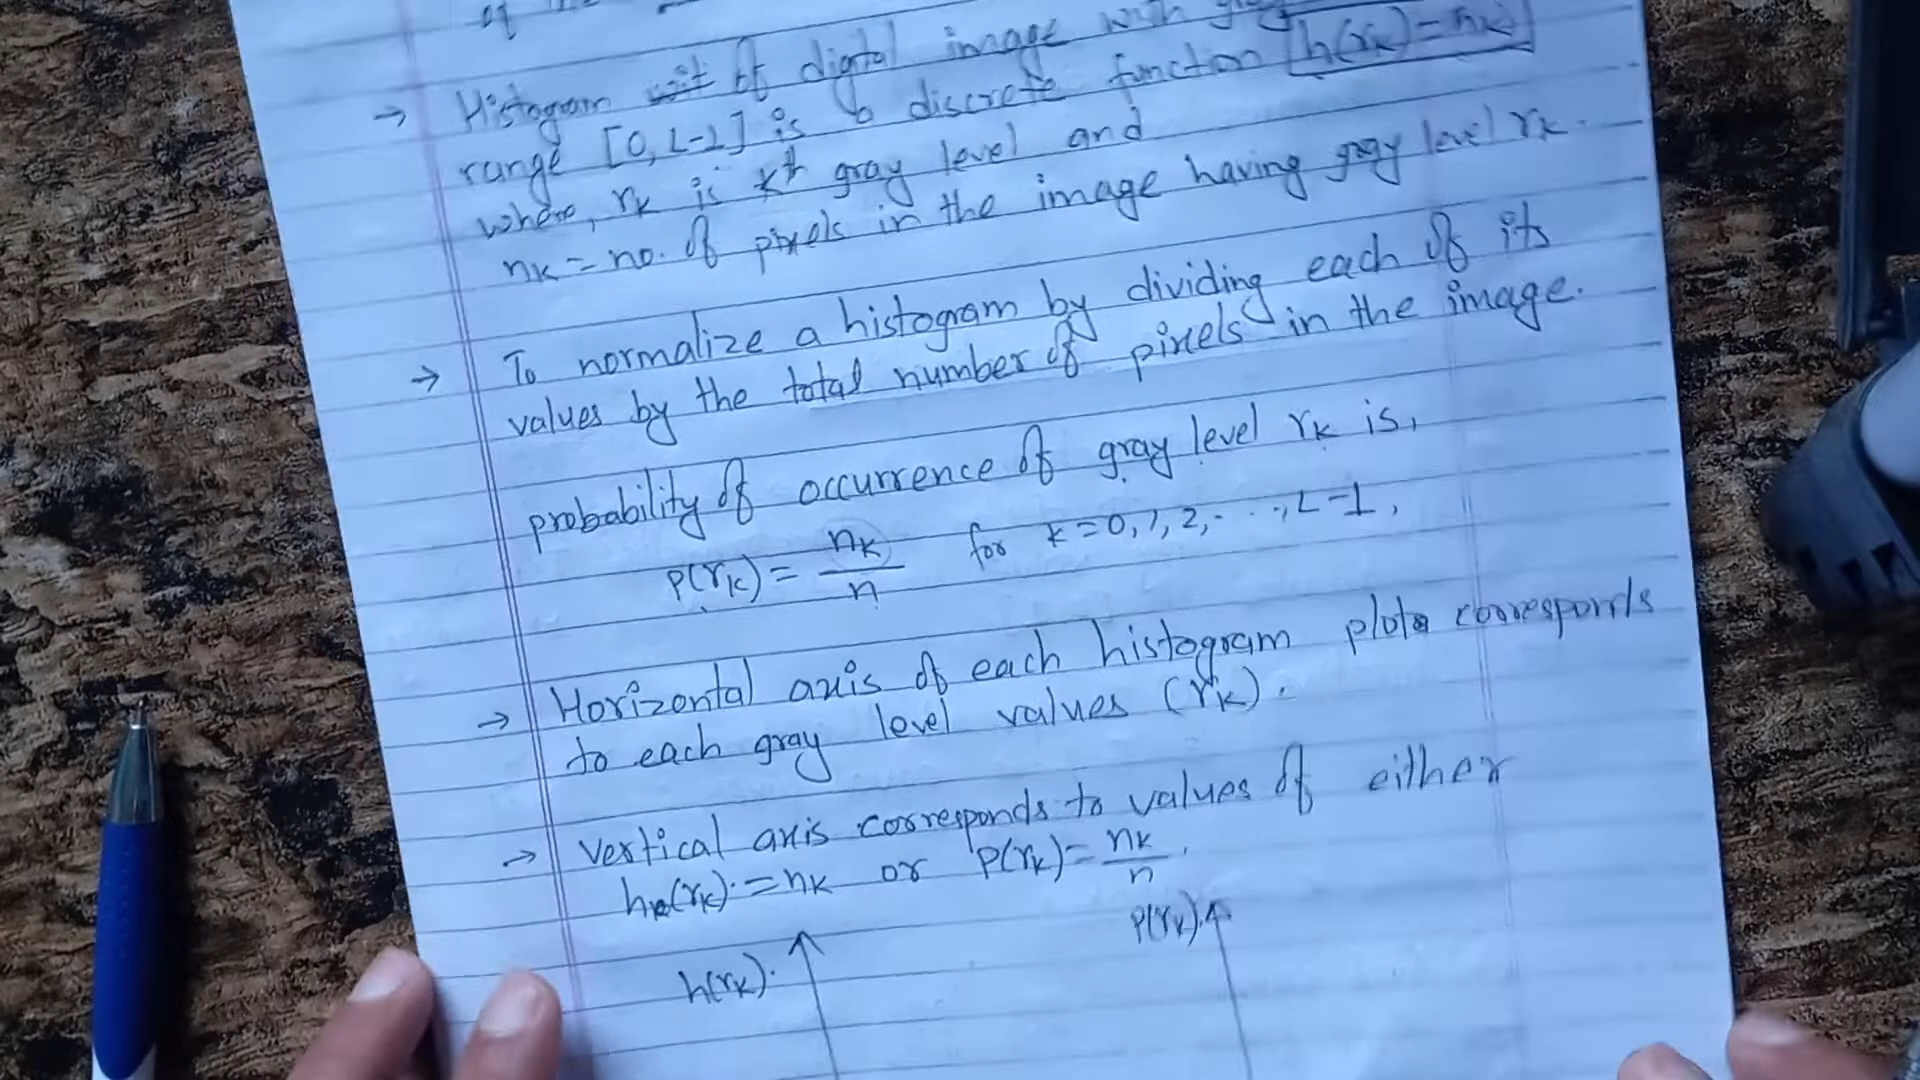 of the
→ Histogram of digital image with
range [0, L-1] is a discrete function h(rk) = nk
where, rk is kth gray level and
nk = no. of pixels in the image having gray level rk.
→ To normalize a histogram by dividing each of its
values by the total number of pixels in the image.
probability of occurrence of gray level rk is,
p(rk) = nk/n for k = 0, 1, 2, ..., L-1,
→ Horizontal axis of each histogram plot corresponds
to each gray level values (rk).
→ Vertical axis corresponds to values of either
h(rk) = nk or p(rk) = nk/n.
h(rk) p(rk)